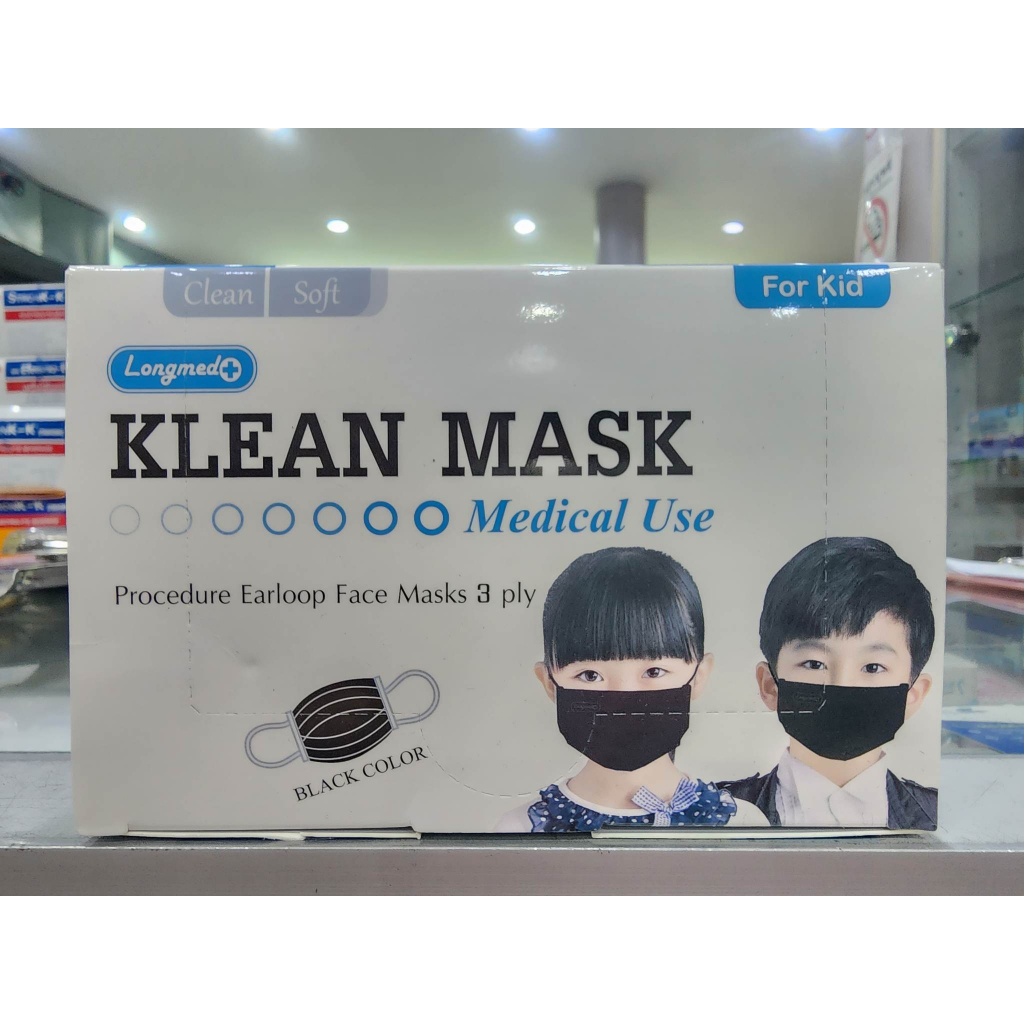 Clean Soft
For Kid
Longmed
KLEAN MASK
Medical Use
Procedure Earloop Face Masks 3 ply
BLACK COLOR